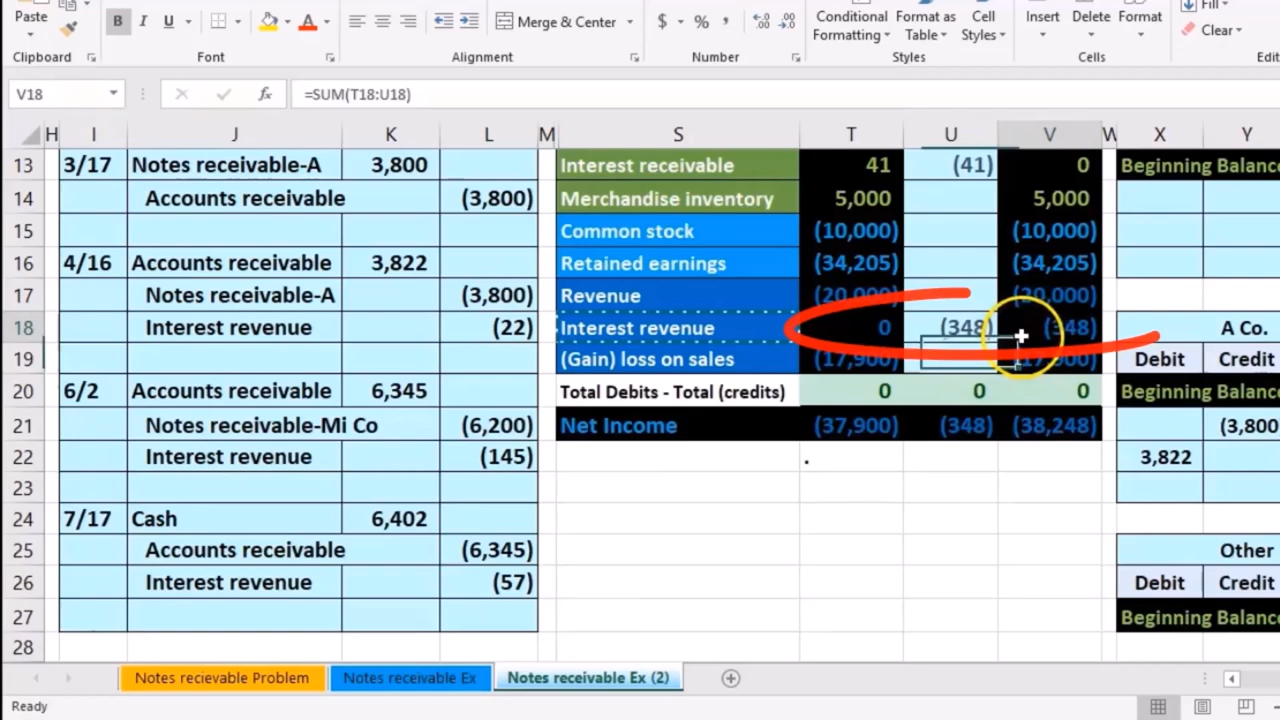 Paste B I U A Merge & Center $ % , Conditional Format as Cell Insert Delete Format Fill
Formatting Table Styles Clear
Clipboard Font Alignment Number Styles Cells
V18 fx =SUM(T18:U18)
H I J K L M S T U V W X Y
13 3/17 Notes receivable-A 3,800 Interest receivable 41 (41) 0 Beginning Balance
14 Accounts receivable (3,800) Merchandise inventory 5,000 5,000
15 Common stock (10,000) (10,000)
16 4/16 Accounts receivable 3,822 Retained earnings (34,205) (34,205)
17 Notes receivable-A (3,800) Revenue (20,000) (20,000)
18 Interest revenue (22) Interest revenue 0 (348) (348) A Co.
19 (Gain) loss on sales (17,900) (17,900) Debit Credit
20 6/2 Accounts receivable 6,345 Total Debits - Total (credits) 0 0 0 Beginning Balance
21 Notes receivable-Mi Co (6,200) Net Income (37,900) (348) (38,248) (3,800
22 Interest revenue (145) . 3,822
23
24 7/17 Cash 6,402
25 Accounts receivable (6,345) Other
26 Interest revenue (57) Debit Credit
27 Beginning Balance
28
Notes recievable Problem Notes receivable Ex Notes receivable Ex (2)
Ready